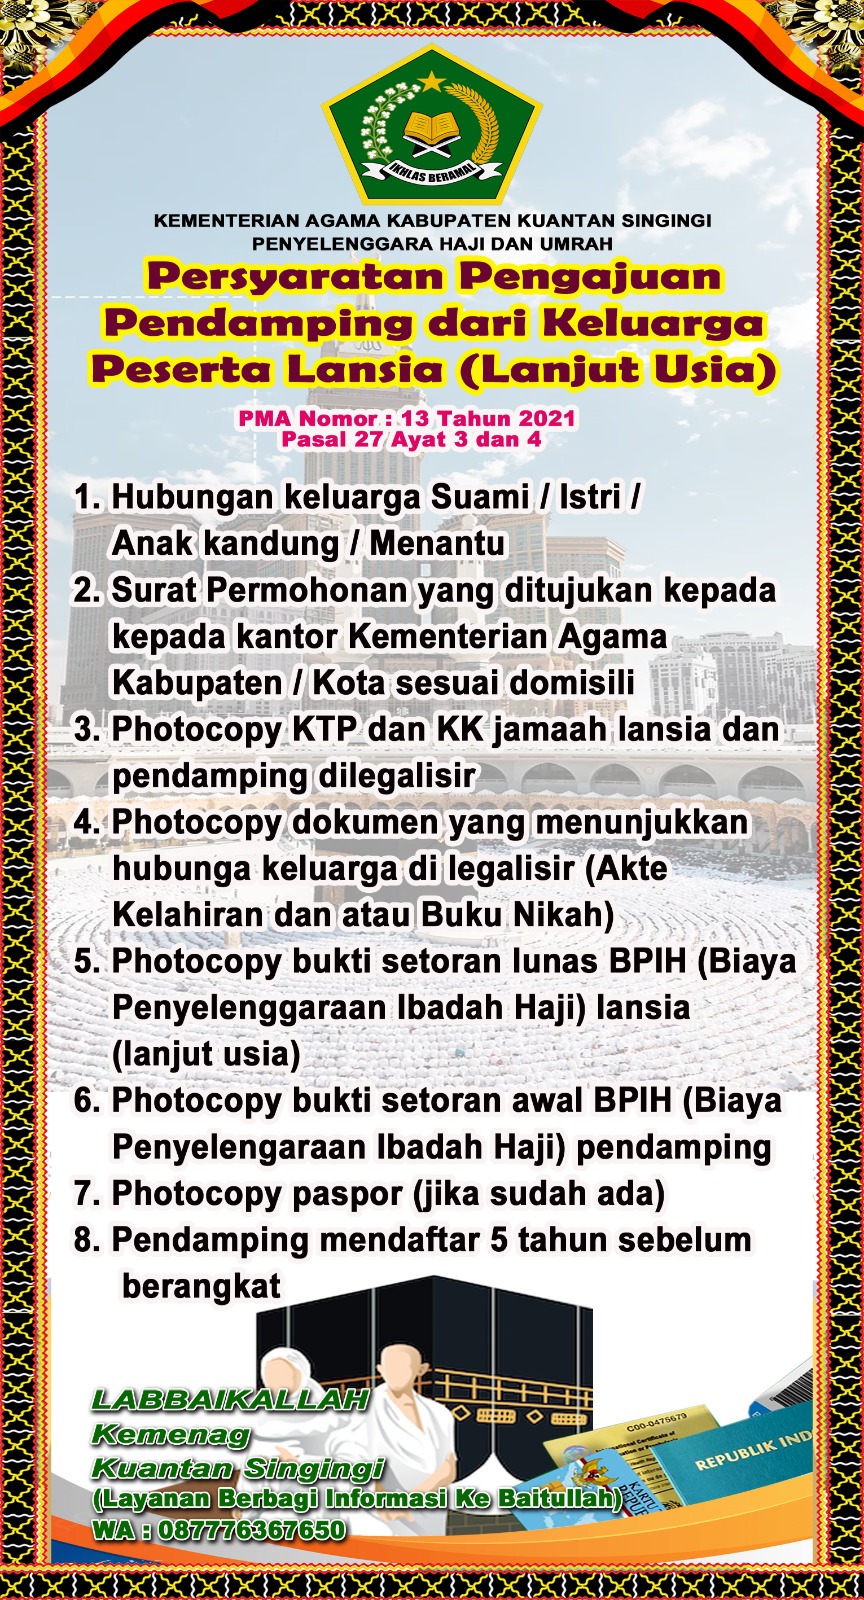 IKHLAS BERAMAL
KEMENTERIAN AGAMA KABUPATEN KUANTAN SINGINGI
PENYELENGGARA HAJI DAN UMRAH
Persyaratan Pengajuan
Pendamping dari Keluarga
Peserta Lansia (Lanjut Usia)
PMA Nomor : 13 Tahun 2021
Pasal 27 Ayat 3 dan 4
1. Hubungan keluarga Suami / Istri /
Anak kandung / Menantu
2. Surat Permohonan yang ditujukan kepada
kepada kantor Kementerian Agama
Kabupaten / Kota sesuai domisili
3. Photocopy KTP dan KK jamaah lansia dan
pendamping dilegalisir
4. Photocopy dokumen yang menunjukkan
hubunga keluarga di legalisir (Akte
Kelahiran dan atau Buku Nikah)
5. Photocopy bukti setoran lunas BPIH (Biaya
Penyelenggaraan Ibadah Haji) lansia
(lanjut usia)
6. Photocopy bukti setoran awal BPIH (Biaya
Penyelengaraan Ibadah Haji) pendamping
7. Photocopy paspor (jika sudah ada)
8. Pendamping mendaftar 5 tahun sebelum
berangkat
LABBAIKALLAH
Kemenag
Kuantan Singingi
(Layanan Berbagi Informasi Ke Baitullah)
WA : 087776367650
C00-0475679
International Certificate of
REPUBLIK IND
KARTU